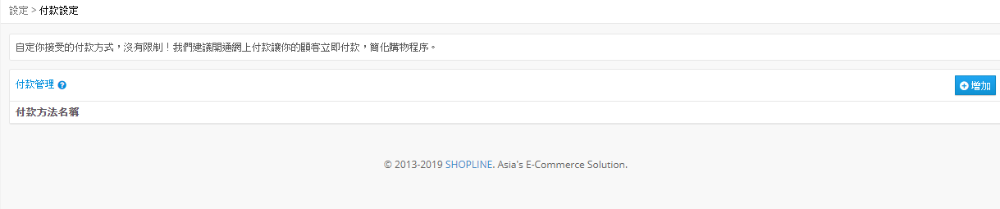 設定 > 付款設定
自定你接受的付款方式，沒有限制！我們建議開通網上付款讓你的顧客立即付款，簡化購物程序。
付款管理 ?
增加
付款方法名稱
© 2013-2019 SHOPLINE. Asia's E-Commerce Solution.